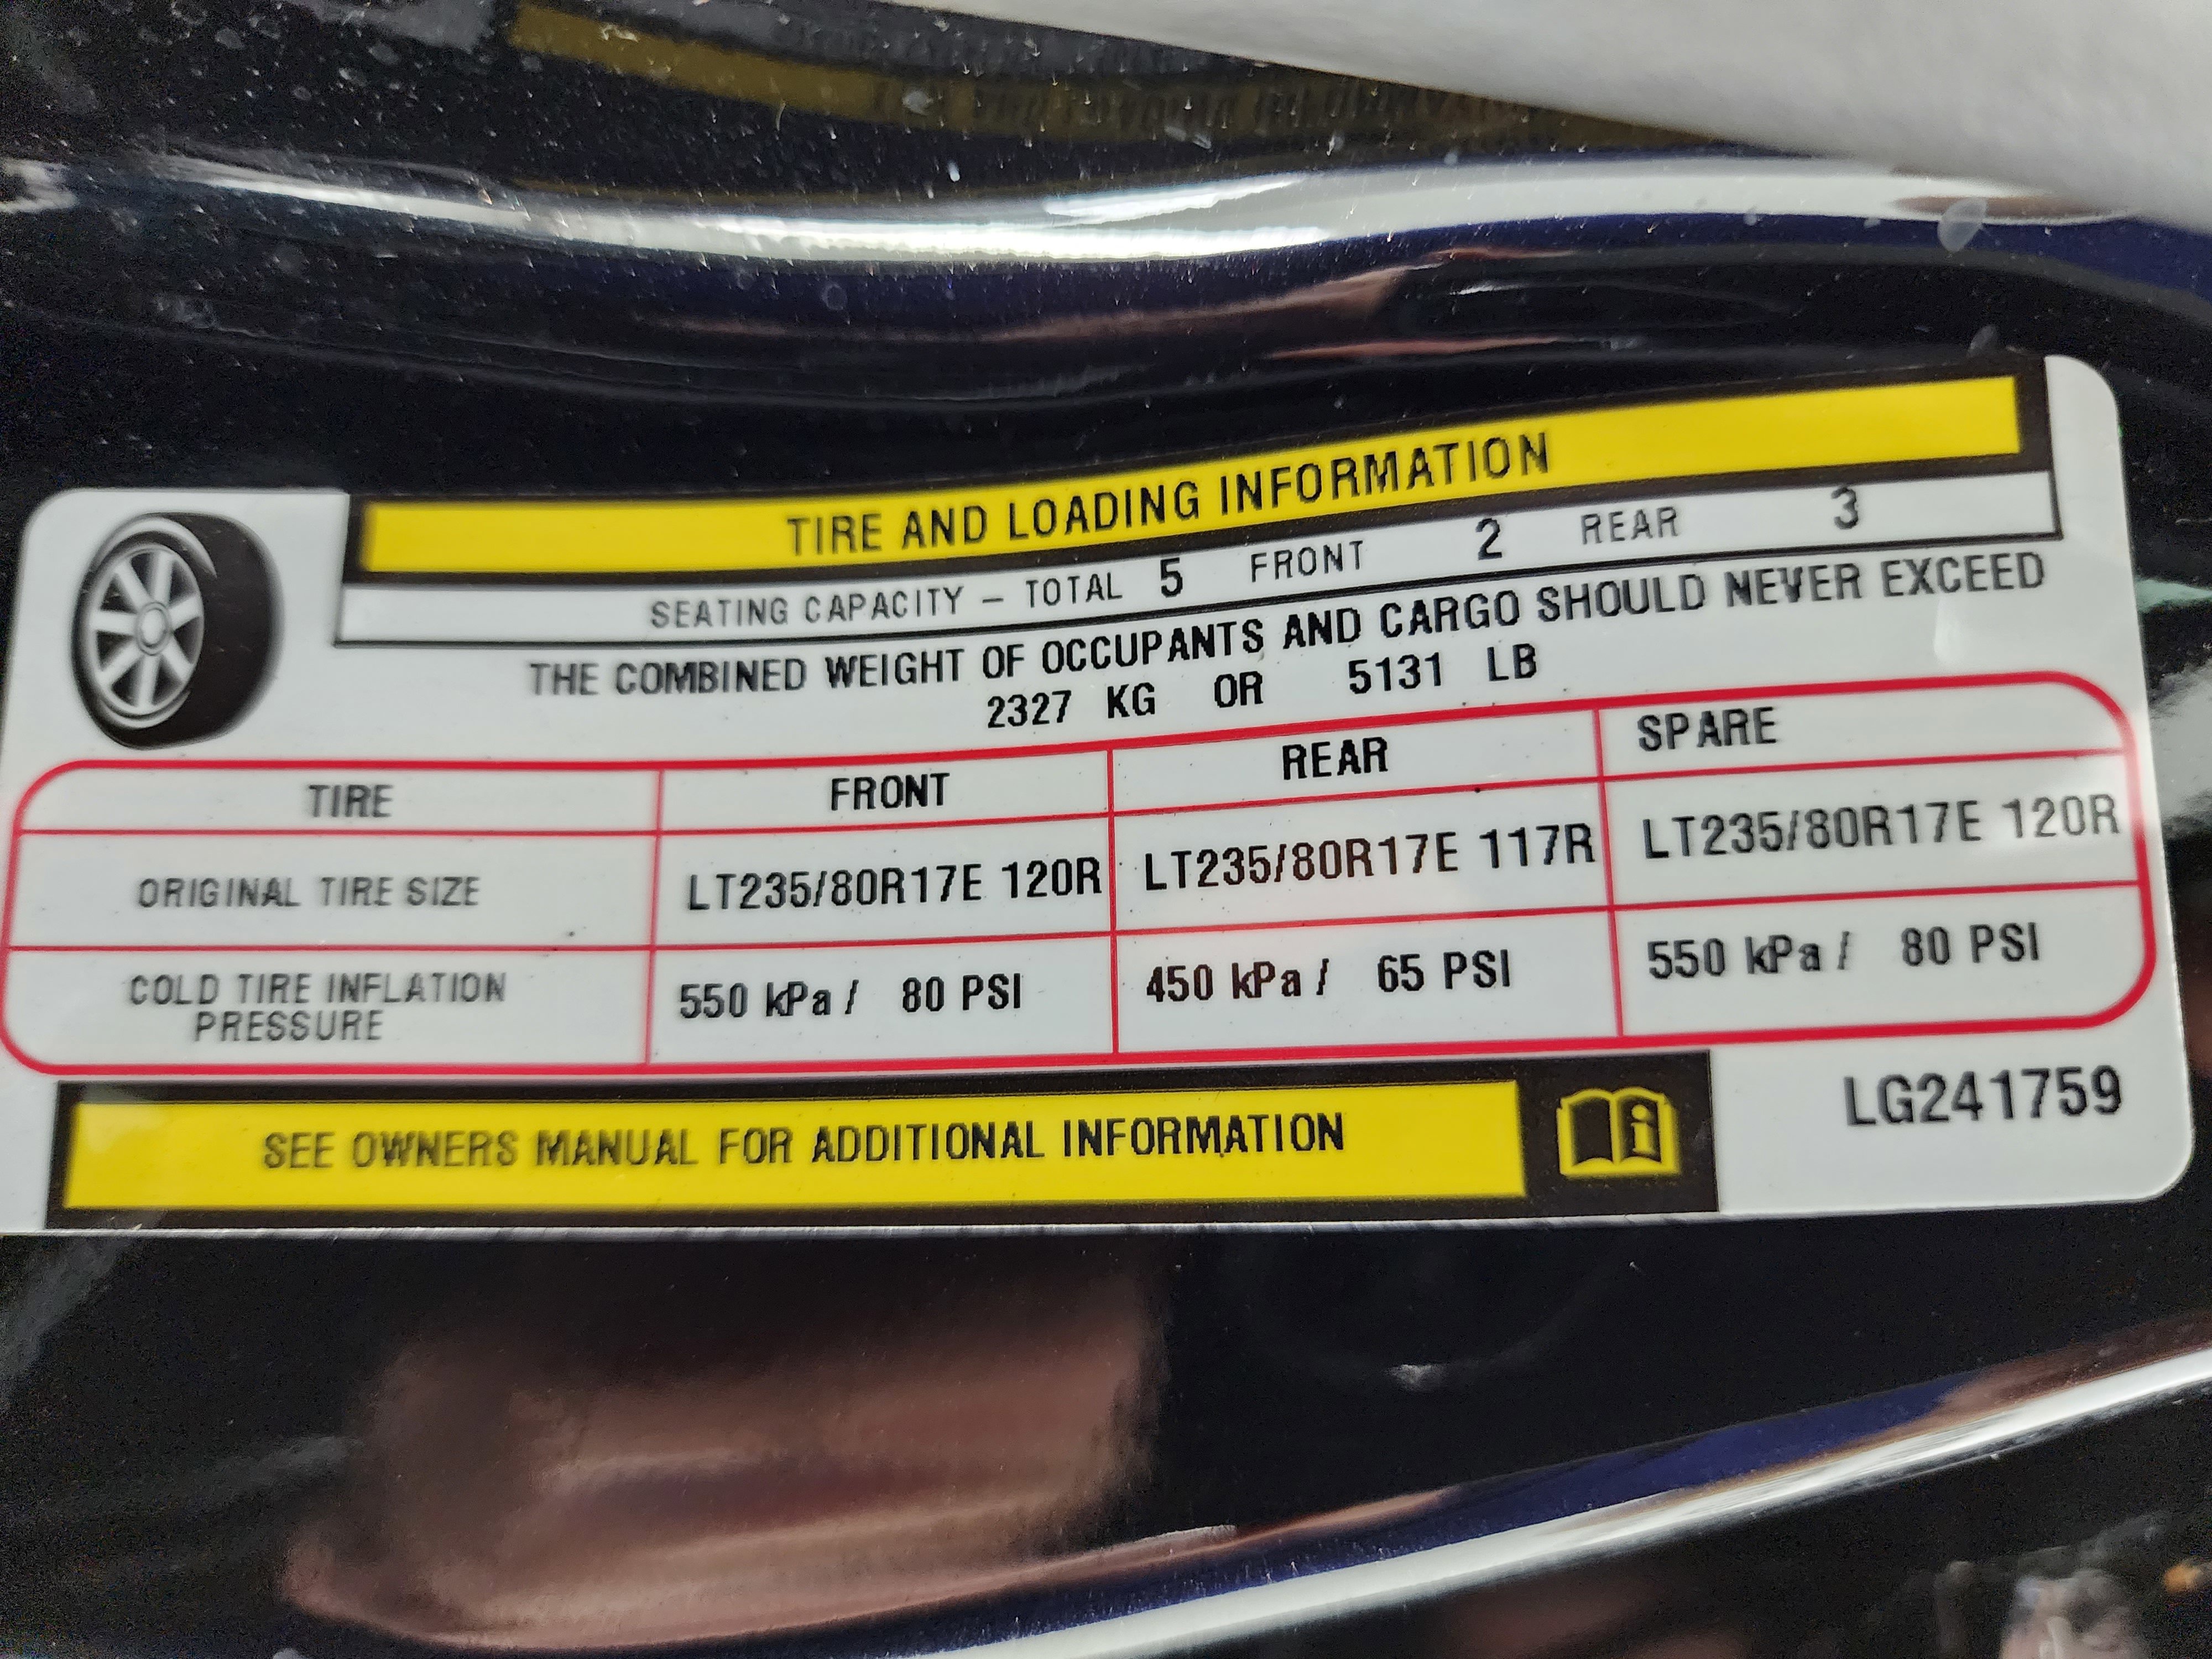 TIRE AND LOADING INFORMATION
SEATING CAPACITY – TOTAL 5 FRONT 2 REAR 3
THE COMBINED WEIGHT OF OCCUPANTS AND CARGO SHOULD NEVER EXCEED
2327 KG OR 5131 LB
TIRE FRONT REAR SPARE
ORIGINAL TIRE SIZE LT235/80R17E 120R LT235/80R17E 117R LT235/80R17E 120R
COLD TIRE INFLATION
PRESSURE 550 kPa / 80 PSI 450 kPa / 65 PSI 550 kPa / 80 PSI
SEE OWNERS MANUAL FOR ADDITIONAL INFORMATION
LG241759